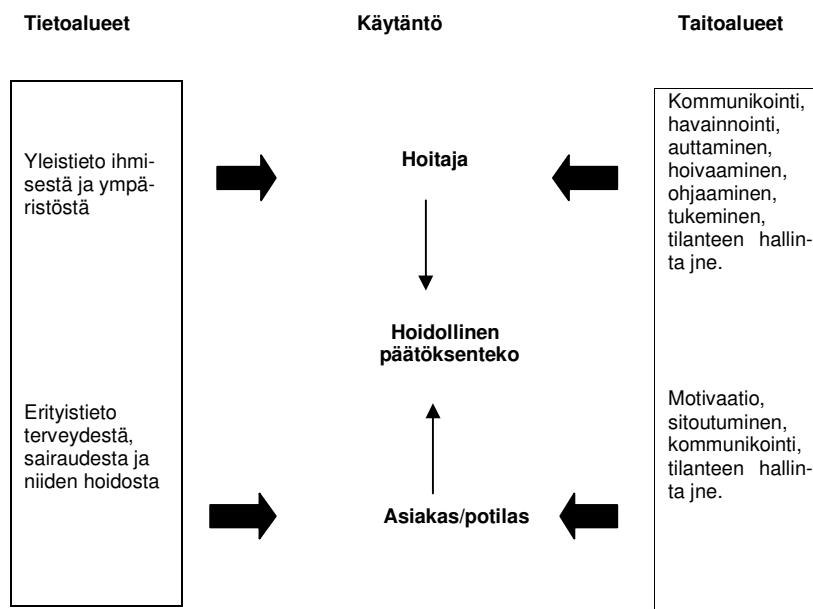 Tietoalueet
Käytäntö
Taitoalueet
Yleistieto ihmi-
sestä ja ympä-
ristöstä
Erityistieto
terveydestä,
sairaudesta ja
niiden hoidosta
Hoitaja
Hoidollinen
päätöksenteko
Asiakas/potilas
Kommunikointi,
havainnointi,
auttaminen,
hoivaaminen,
ohjaaminen,
tukeminen,
tilanteen hallin-
ta jne.
Motivaatio,
sitoutuminen,
kommunikointi,
tilanteen hallin-
ta jne.